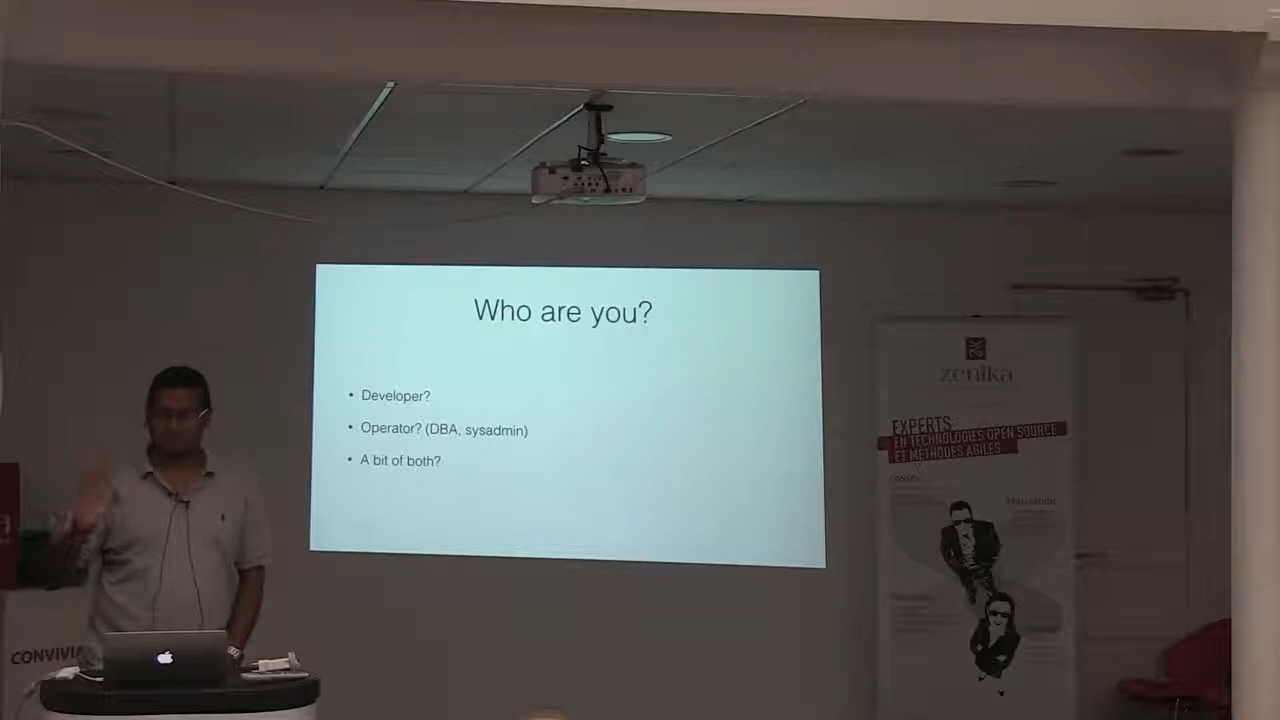 Who are you?
• Developer?
• Operator? (DBA, sysadmin)
• A bit of both?
zenika
EXPERTS
EN TECHNOLOGIES OPEN SOURCE
ET MÉTHODES AGILES
CONVIVIA